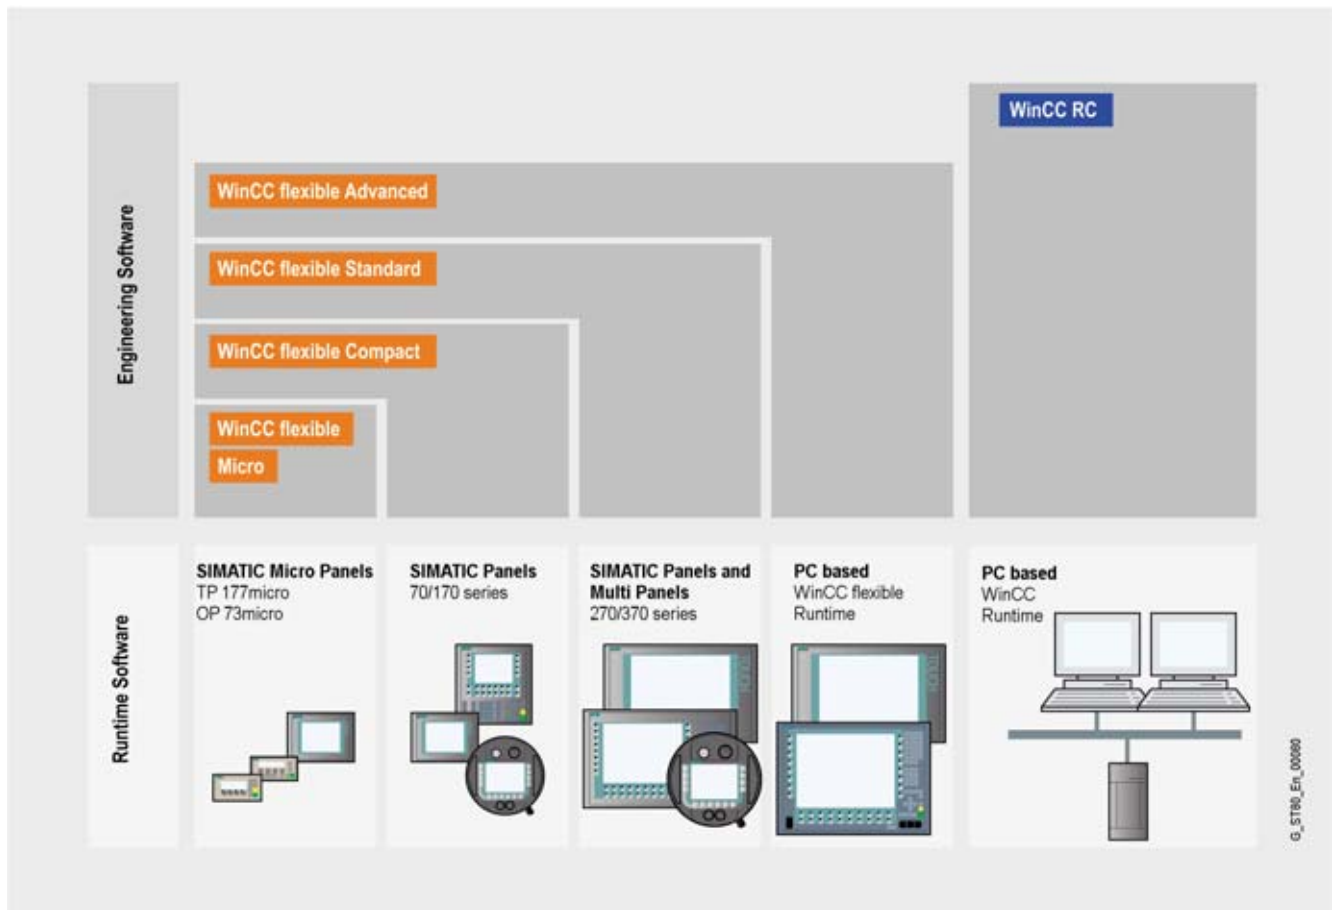 WinCC RC
WinCC flexible Advanced
WinCC flexible Standard
WinCC flexible Compact
WinCC flexible
Micro
Engineering Software
SIMATIC Micro Panels
TP 177micro
OP 73micro
SIMATIC Panels
70/170 series
SIMATIC Panels and
Multi Panels
270/370 series
PC based
WinCC flexible
Runtime
PC based
WinCC
Runtime
Runtime Software
G_ST80_En_00060